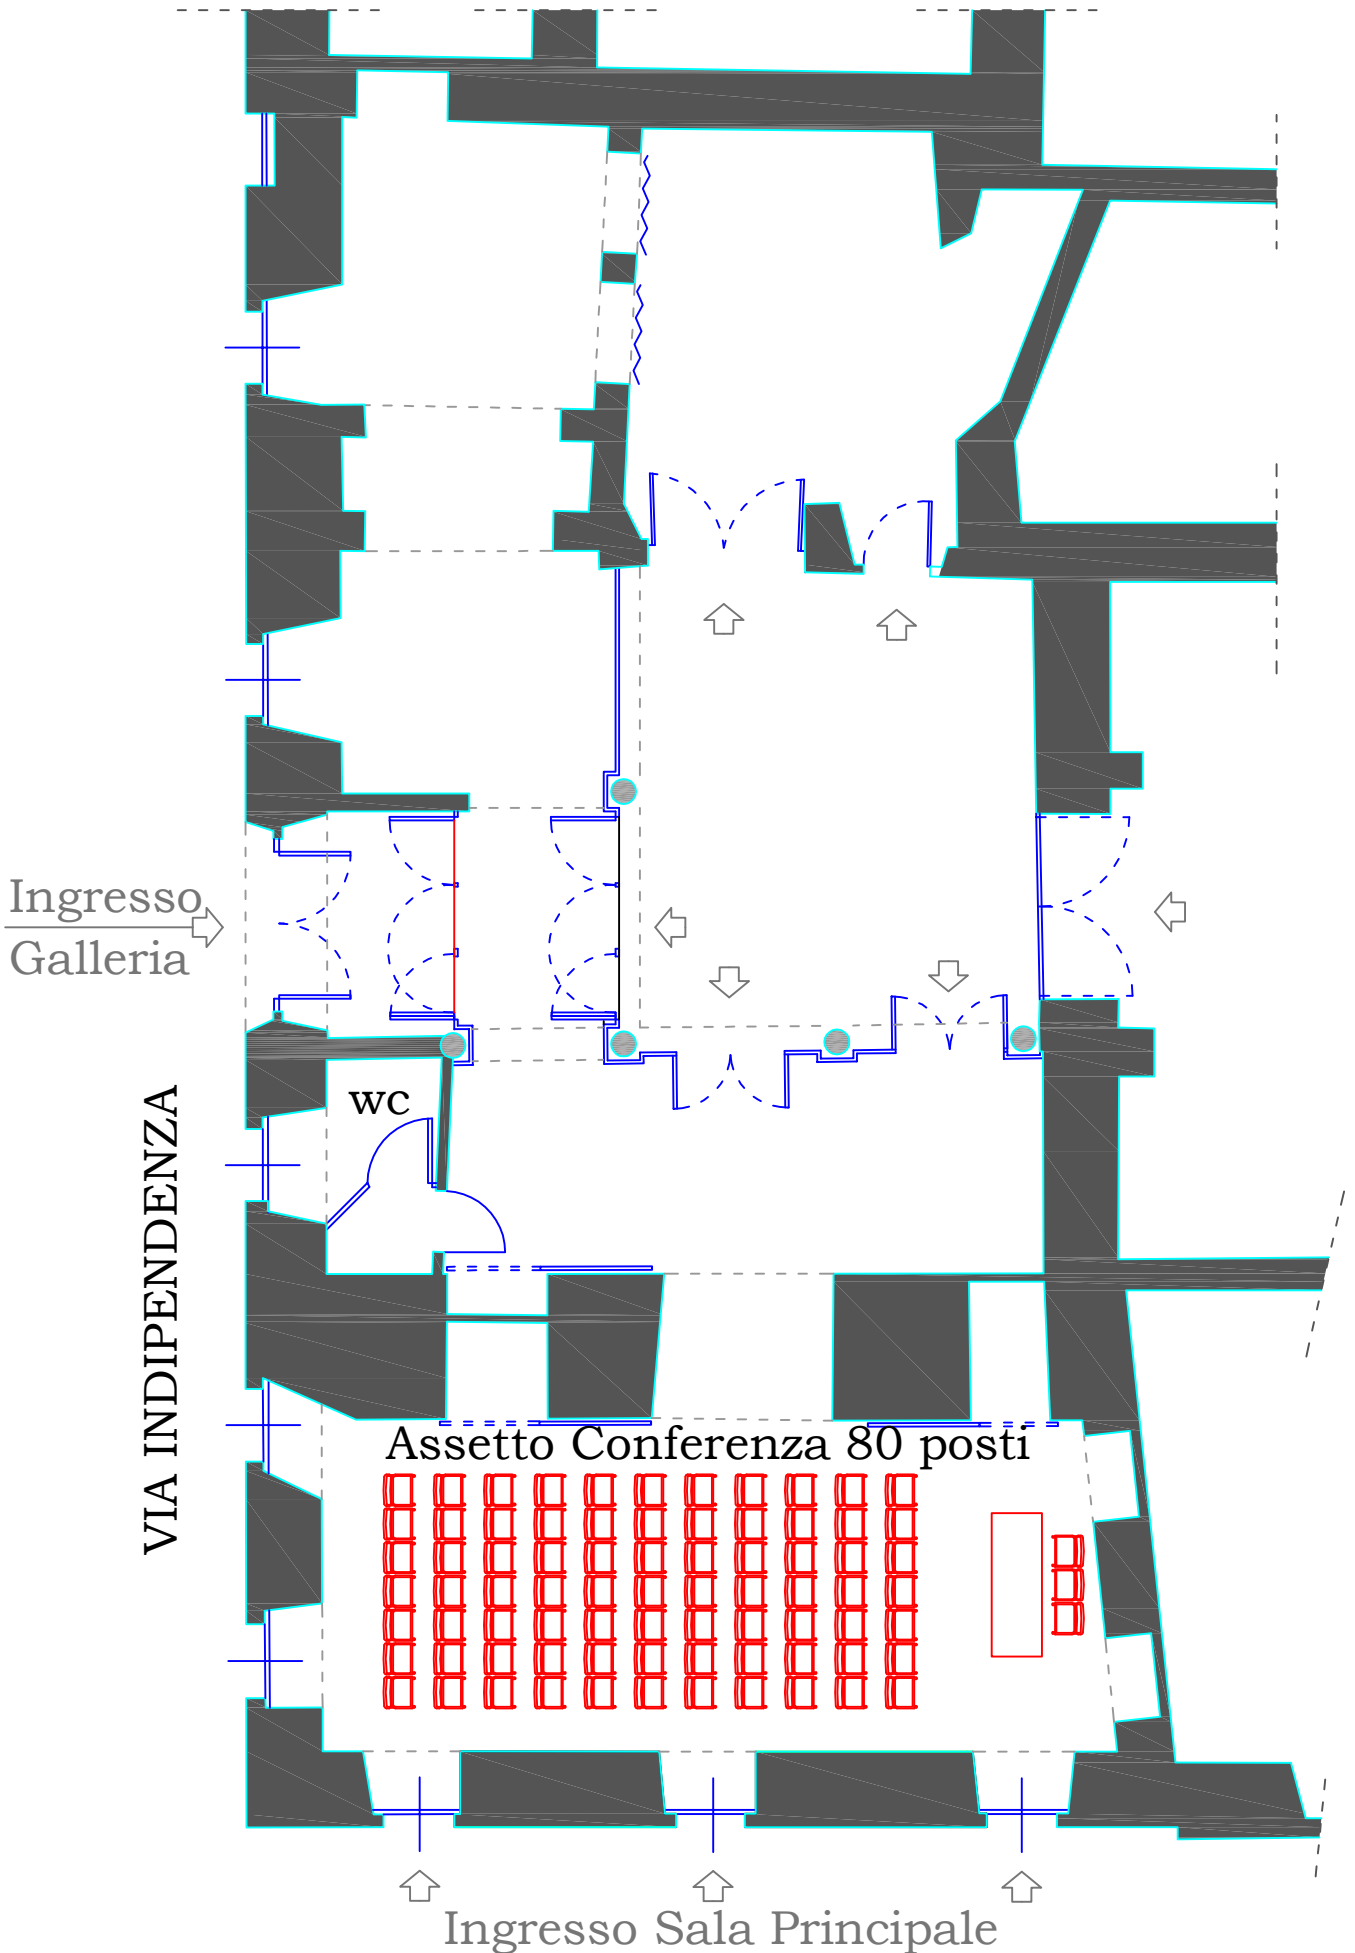 Ingresso
Galleria
wc
VIA INDIPENDENZA
Assetto Conferenza 80 posti
Ingresso Sala Principale